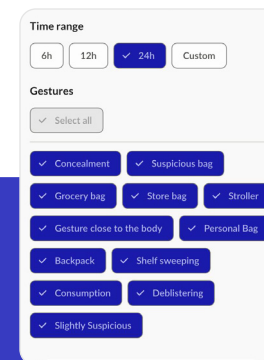 Time range
6h 12h 24h Custom
Gestures
Select all
Concealment Suspicious bag
Grocery bag Store bag Stroller
Gesture close to the body Personal Bag
Backpack Shelf sweeping
Consumption Deblistering
Slightly Suspicious